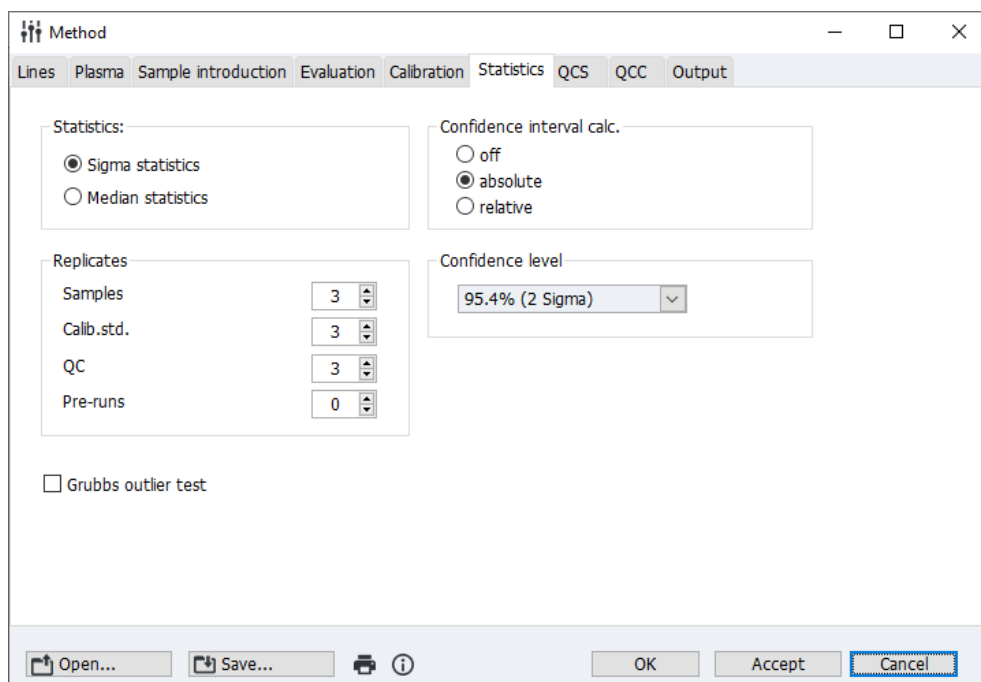 Method
Lines Plasma Sample introduction Evaluation Calibration Statistics QCS QCC Output
Statistics:
Sigma statistics
Median statistics
Confidence interval calc.
off
absolute
relative
Replicates
Samples 3
Calib.std. 3
QC 3
Pre-runs 0
Confidence level
95.4% (2 Sigma)
Grubbs outlier test
Open... Save... OK Accept Cancel